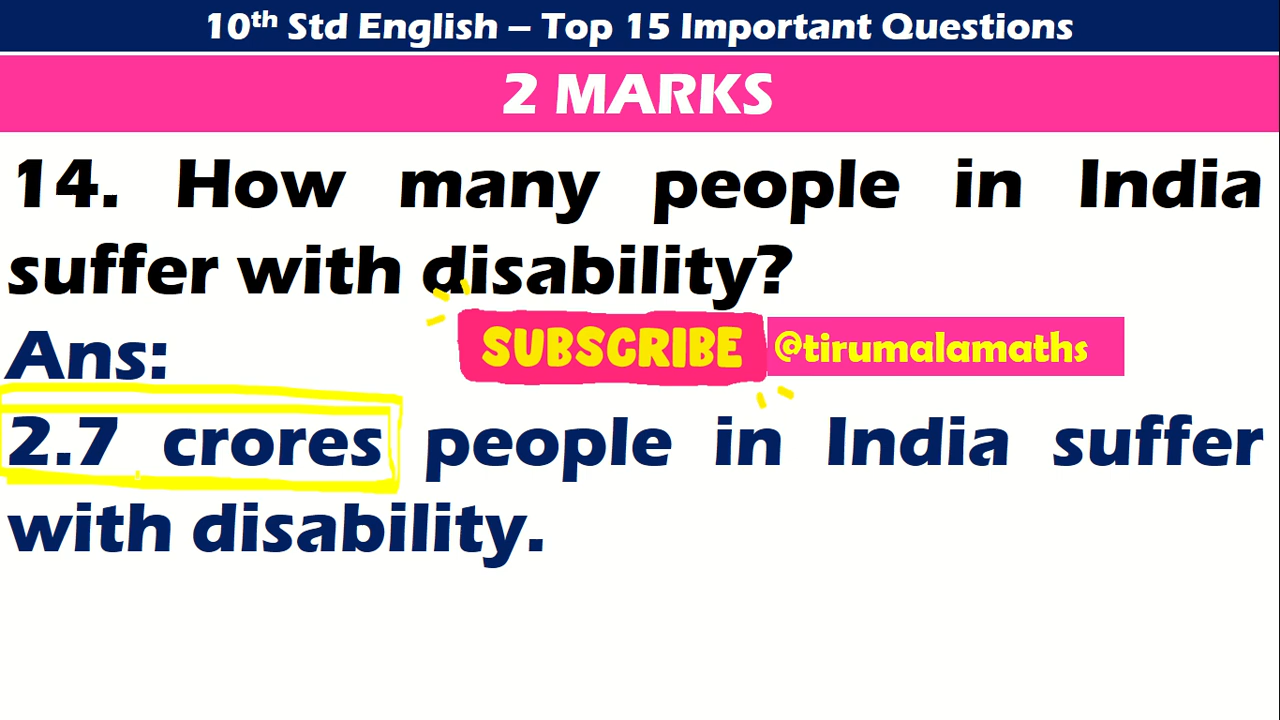 10th Std English – Top 15 Important Questions
2 MARKS
14. How many people in India
suffer with disability?
Ans:
SUBSCRIBE @tirumalamaths
2.7 crores people in India suffer
with disability.